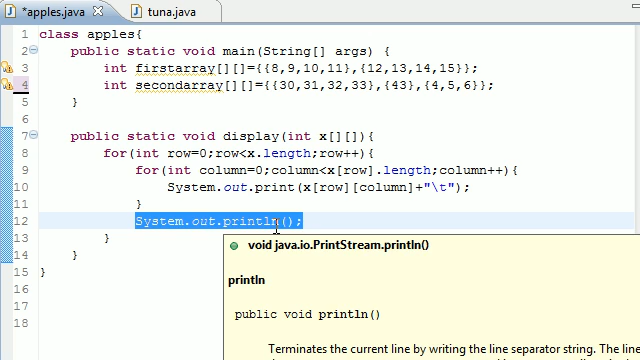 *apples.java
tuna.java
1 class apples{
2 public static void main(String[] args) {
3 int firstarray[][]={{8,9,10,11},{12,13,14,15}};
4 int secondarray[][]={{30,31,32,33},{43},{4,5,6}};
5 }
6
7 public static void display(int x[][]){
8 for(int row=0;row<x.length;row++){
9 for(int column=0;column<x[row].length;column++){
10 System.out.print(x[row][column]+"\t");
11 }
12 System.out.println();
13 }
14 }
15 }
16
17
18
void java.io.PrintStream.println()
println
public void println()
Terminates the current line by writing the line separator string. The line